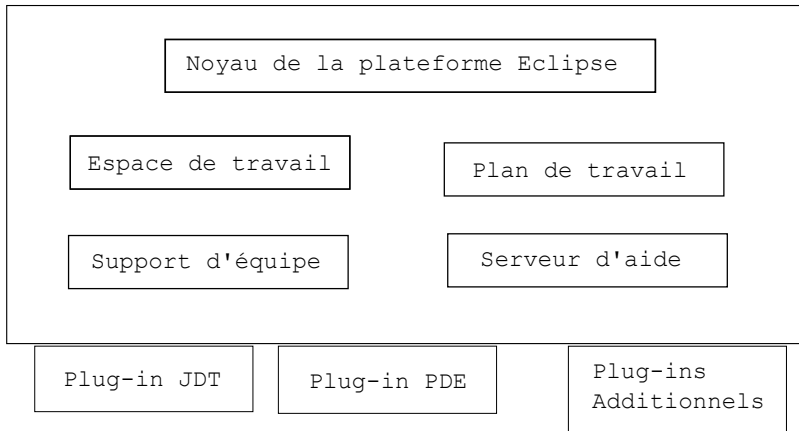 Noyau de la plateforme Eclipse
Espace de travail
Plan de travail
Support d'équipe
Serveur d'aide
Plug-in JDT
Plug-in PDE
Plug-ins
Additionnels